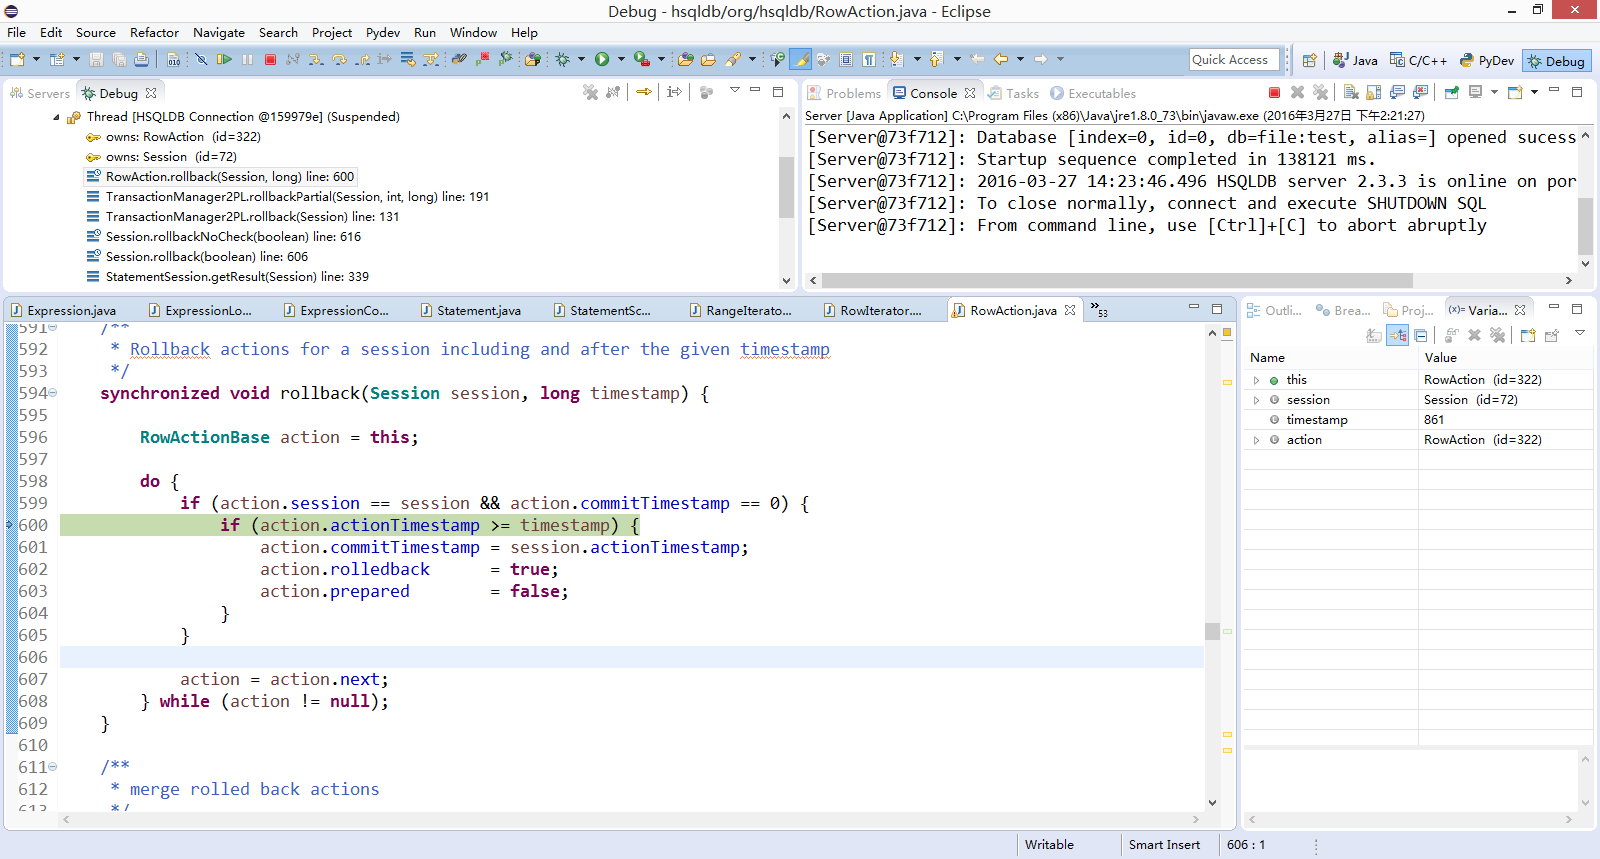 Debug - hsqldb/org/hsqldb/RowAction.java - Eclipse
File Edit Source Refactor Navigate Search Project Pydev Run Window Help
Quick Access
Java C/C++ PyDev Debug
Servers Debug
Thread [HSQLDB Connection @159979e] (Suspended)
owns: RowAction (id=322)
owns: Session (id=72)
RowAction.rollback(Session, long) line: 600
TransactionManager2PL.rollbackPartial(Session, int, long) line: 191
TransactionManager2PL.rollback(Session) line: 131
Session.rollbackNoCheck(boolean) line: 616
Session.rollback(boolean) line: 606
StatementSession.getResult(Session) line: 339
Problems Console Tasks Executables
Server [Java Application] C:\Program Files (x86)\Java\jre1.8.0_73\bin\javaw.exe (2016年3月27日 下午2:21:27)
[Server@73f712]: Database [index=0, id=0, db=file:test, alias=] opened sucess
[Server@73f712]: Startup sequence completed in 138121 ms.
[Server@73f712]: 2016-03-27 14:23:46.496 HSQLDB server 2.3.3 is online on por
[Server@73f712]: To close normally, connect and execute SHUTDOWN SQL
[Server@73f712]: From command line, use [Ctrl]+[C] to abort abruptly
Expression.java ExpressionLo... ExpressionCo... Statement.java StatementSc... RangeIterato... RowIterator.... RowAction.java »53
591 /**
592 * Rollback actions for a session including and after the given timestamp
593 */
594 synchronized void rollback(Session session, long timestamp) {
595
596 RowActionBase action = this;
597
598 do {
599 if (action.session == session && action.commitTimestamp == 0) {
600 if (action.actionTimestamp >= timestamp) {
601 action.commitTimestamp = session.actionTimestamp;
602 action.rolledback = true;
603 action.prepared = false;
604 }
605 }
606
607 action = action.next;
608 } while (action != null);
609 }
610
611 /**
612 * merge rolled back actions
613 */
Outli... Brea... Proj... (x)= Varia...
Name Value
this RowAction (id=322)
session Session (id=72)
timestamp 861
action RowAction (id=322)
Writable Smart Insert 606 : 1